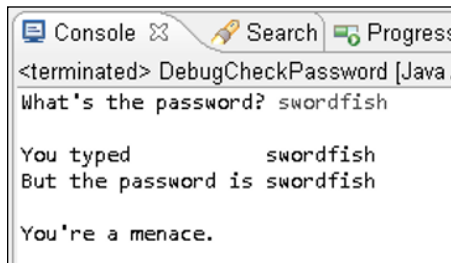 Console Search Progress
<terminated> DebugCheckPassword [Java
What's the password? swordfish
You typed           swordfish
But the password is swordfish
You're a menace.